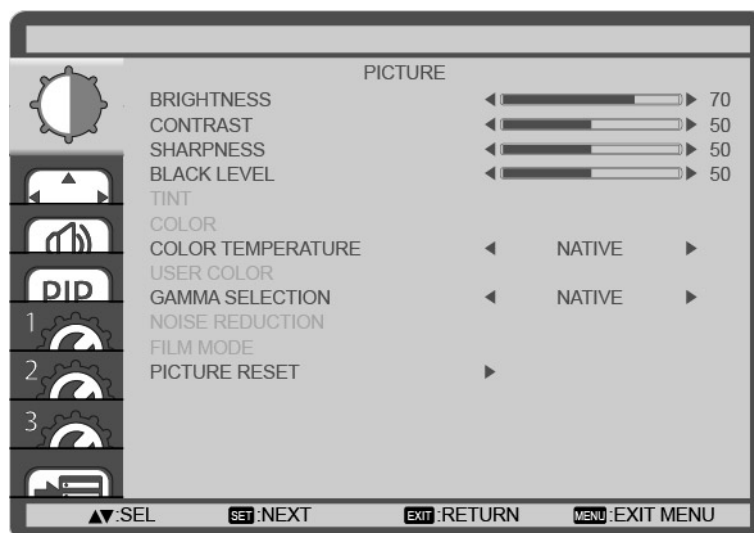 PICTURE
BRIGHTNESS 70
CONTRAST 50
SHARPNESS 50
BLACK LEVEL 50
TINT
COLOR
COLOR TEMPERATURE NATIVE
USER COLOR
GAMMA SELECTION NATIVE
NOISE REDUCTION
FILM MODE
PICTURE RESET
PIP
1
2
3
▲▼:SEL SET:NEXT EXIT:RETURN MENU:EXIT MENU